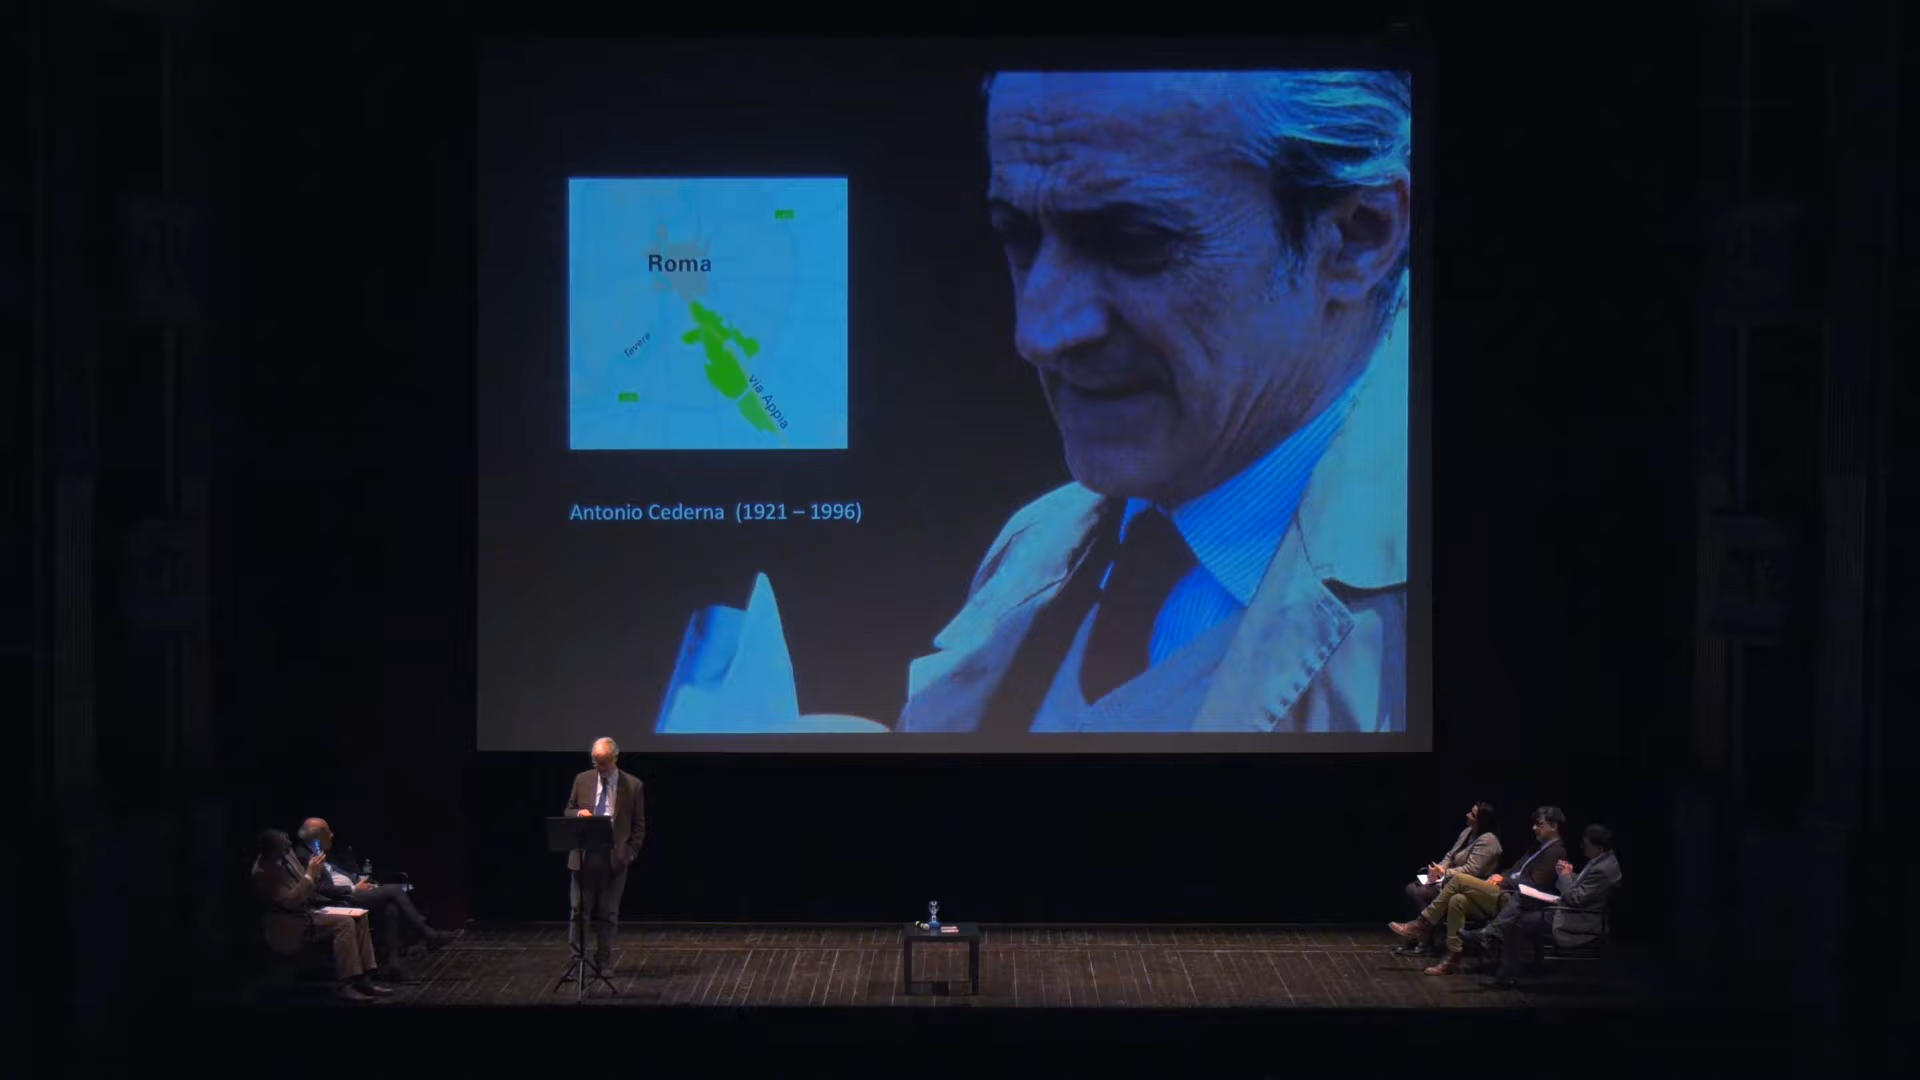 Roma
Tevere
via Appia
Antonio Cederna (1921 – 1996)